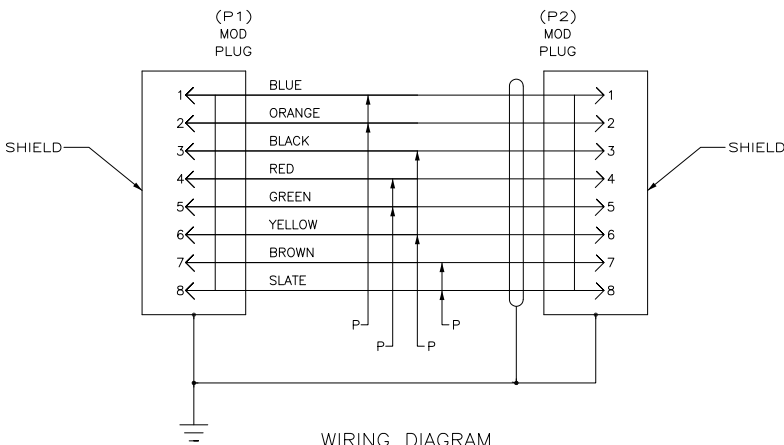 (P1)
MOD
PLUG
(P2)
MOD
PLUG
1 BLUE 1
2 ORANGE 2
3 BLACK 3
SHIELD
SHIELD
4 RED 4
5 GREEN 5
6 YELLOW 6
7 BROWN 7
8 SLATE 8
P P
P P
WIRING DIAGRAM